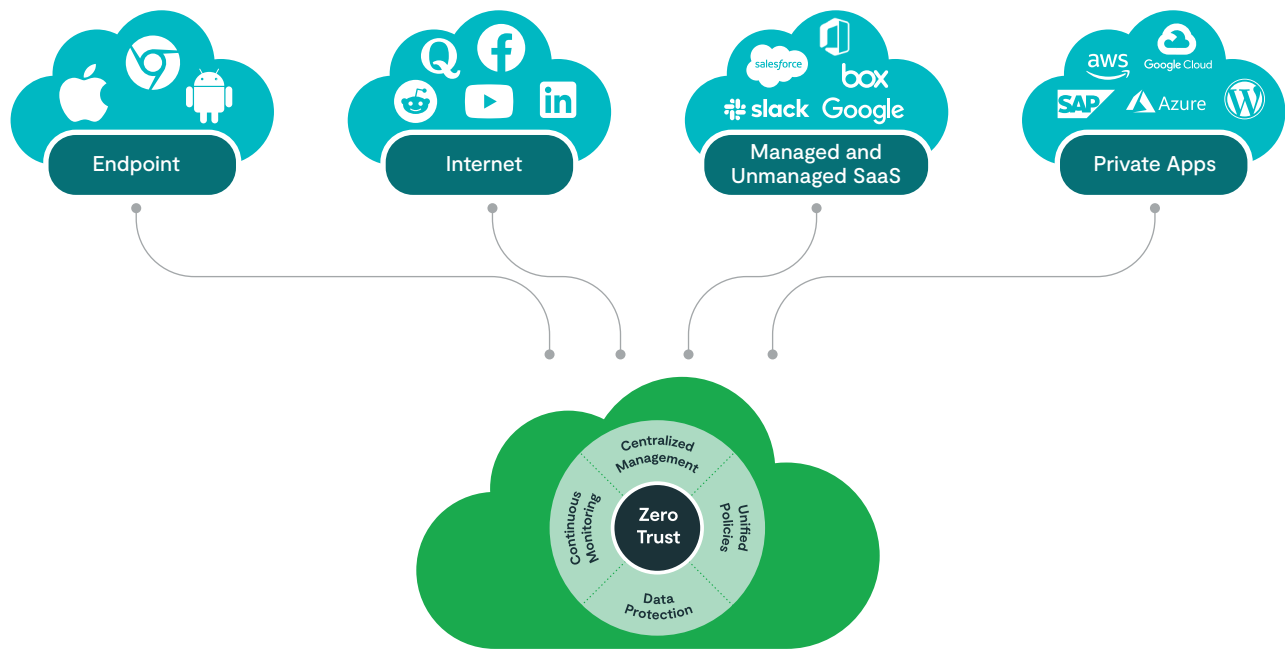 salesforce
box
slack
Google
aws
Google Cloud
SAP
Azure
Endpoint
Internet
Managed and
Unmanaged SaaS
Private Apps
Centralized
Management
Continuous
Monitoring
Zero
Trust
Unified
Policies
Data
Protection